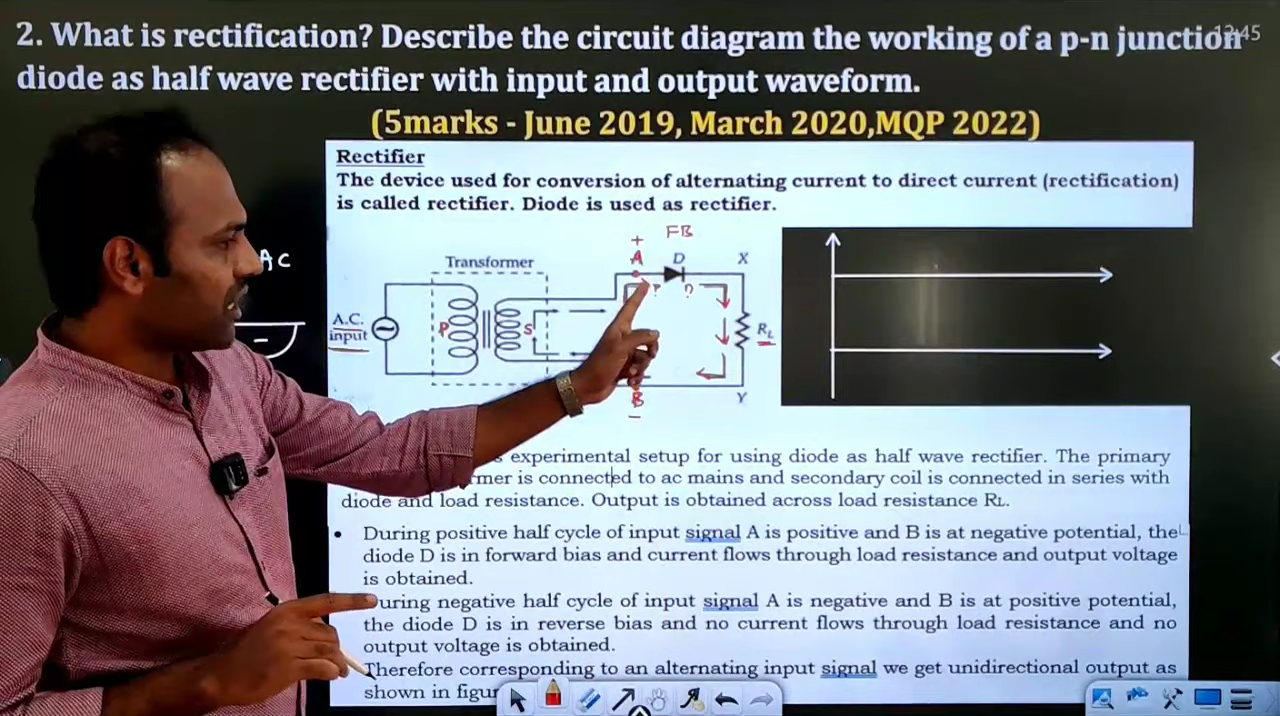 2. What is rectification? Describe the circuit diagram the working of a p-n junction
12:45
diode as half wave rectifier with input and output waveform.
(5marks - June 2019, March 2020,MQP 2022)
Rectifier
The device used for conversion of alternating current to direct current (rectification)
is called rectifier. Diode is used as rectifier.
AC
-
+
FB
A
D
X
Transformer
A.C.
input
P
S
RL
B
-
Y
experimental setup for using diode as half wave rectifier. The primary
rmer is connected to ac mains and secondary coil is connected in series with
diode and load resistance. Output is obtained across load resistance RL.
• During positive half cycle of input signal A is positive and B is at negative potential, the
diode D is in forward bias and current flows through load resistance and output voltage
is obtained.
During negative half cycle of input signal A is negative and B is at positive potential,
the diode D is in reverse bias and no current flows through load resistance and no
output voltage is obtained.
Therefore corresponding to an alternating input signal we get unidirectional output as
shown in figur